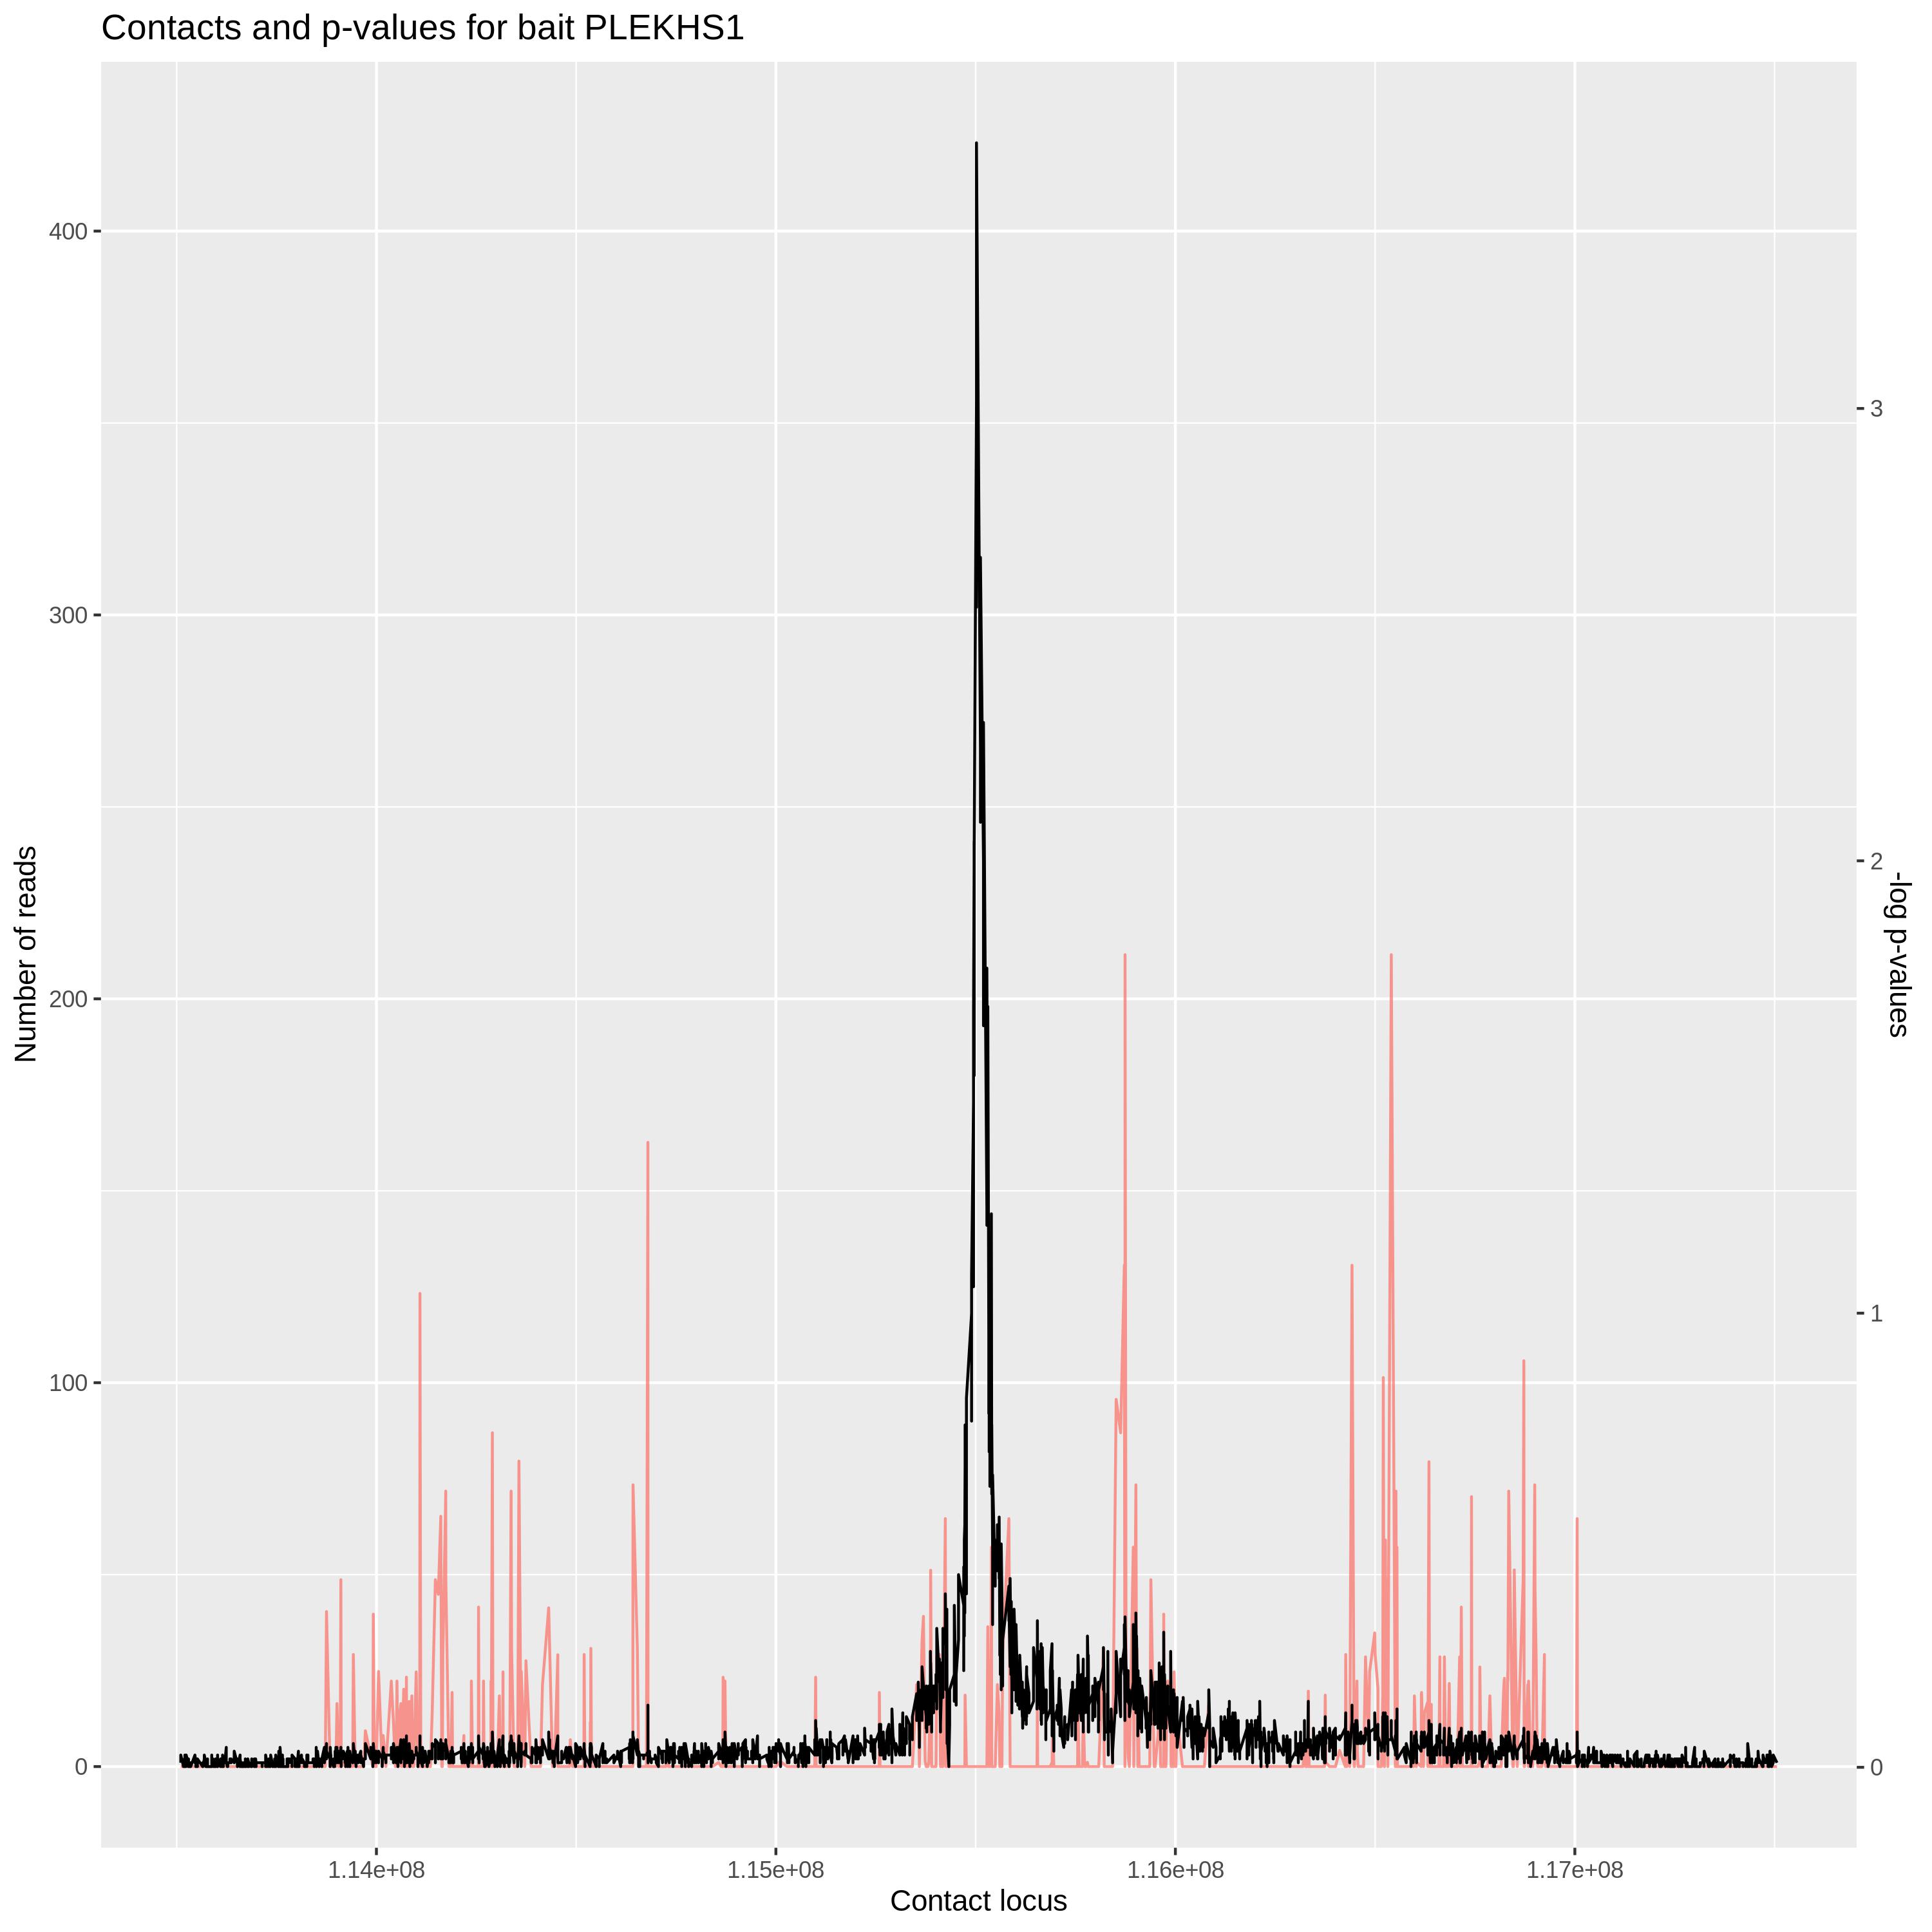 Contacts and p-values for bait PLEKHS1
Number of reads
400
300
200
100
0
3
2
1
0
-log p-values
1.14e+08
1.15e+08
1.16e+08
1.17e+08
Contact locus